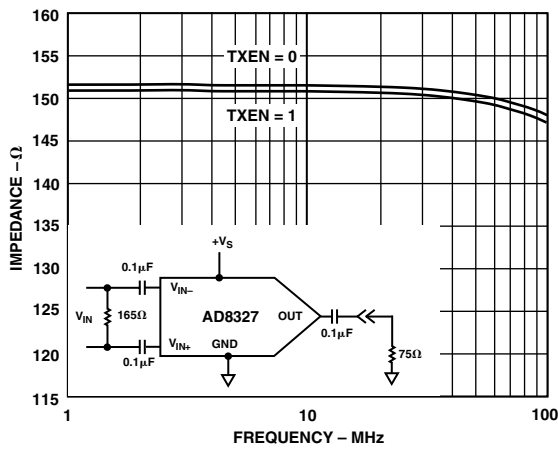 160
155
150
145
140
135
130
125
120
115
IMPEDANCE – Ω
TXEN = 0
TXEN = 1
+VS
0.1μF
VIN–
VIN
165Ω
AD8327
OUT
0.1μF
VIN+
GND
0.1μF
75Ω
1
10
100
FREQUENCY – MHz